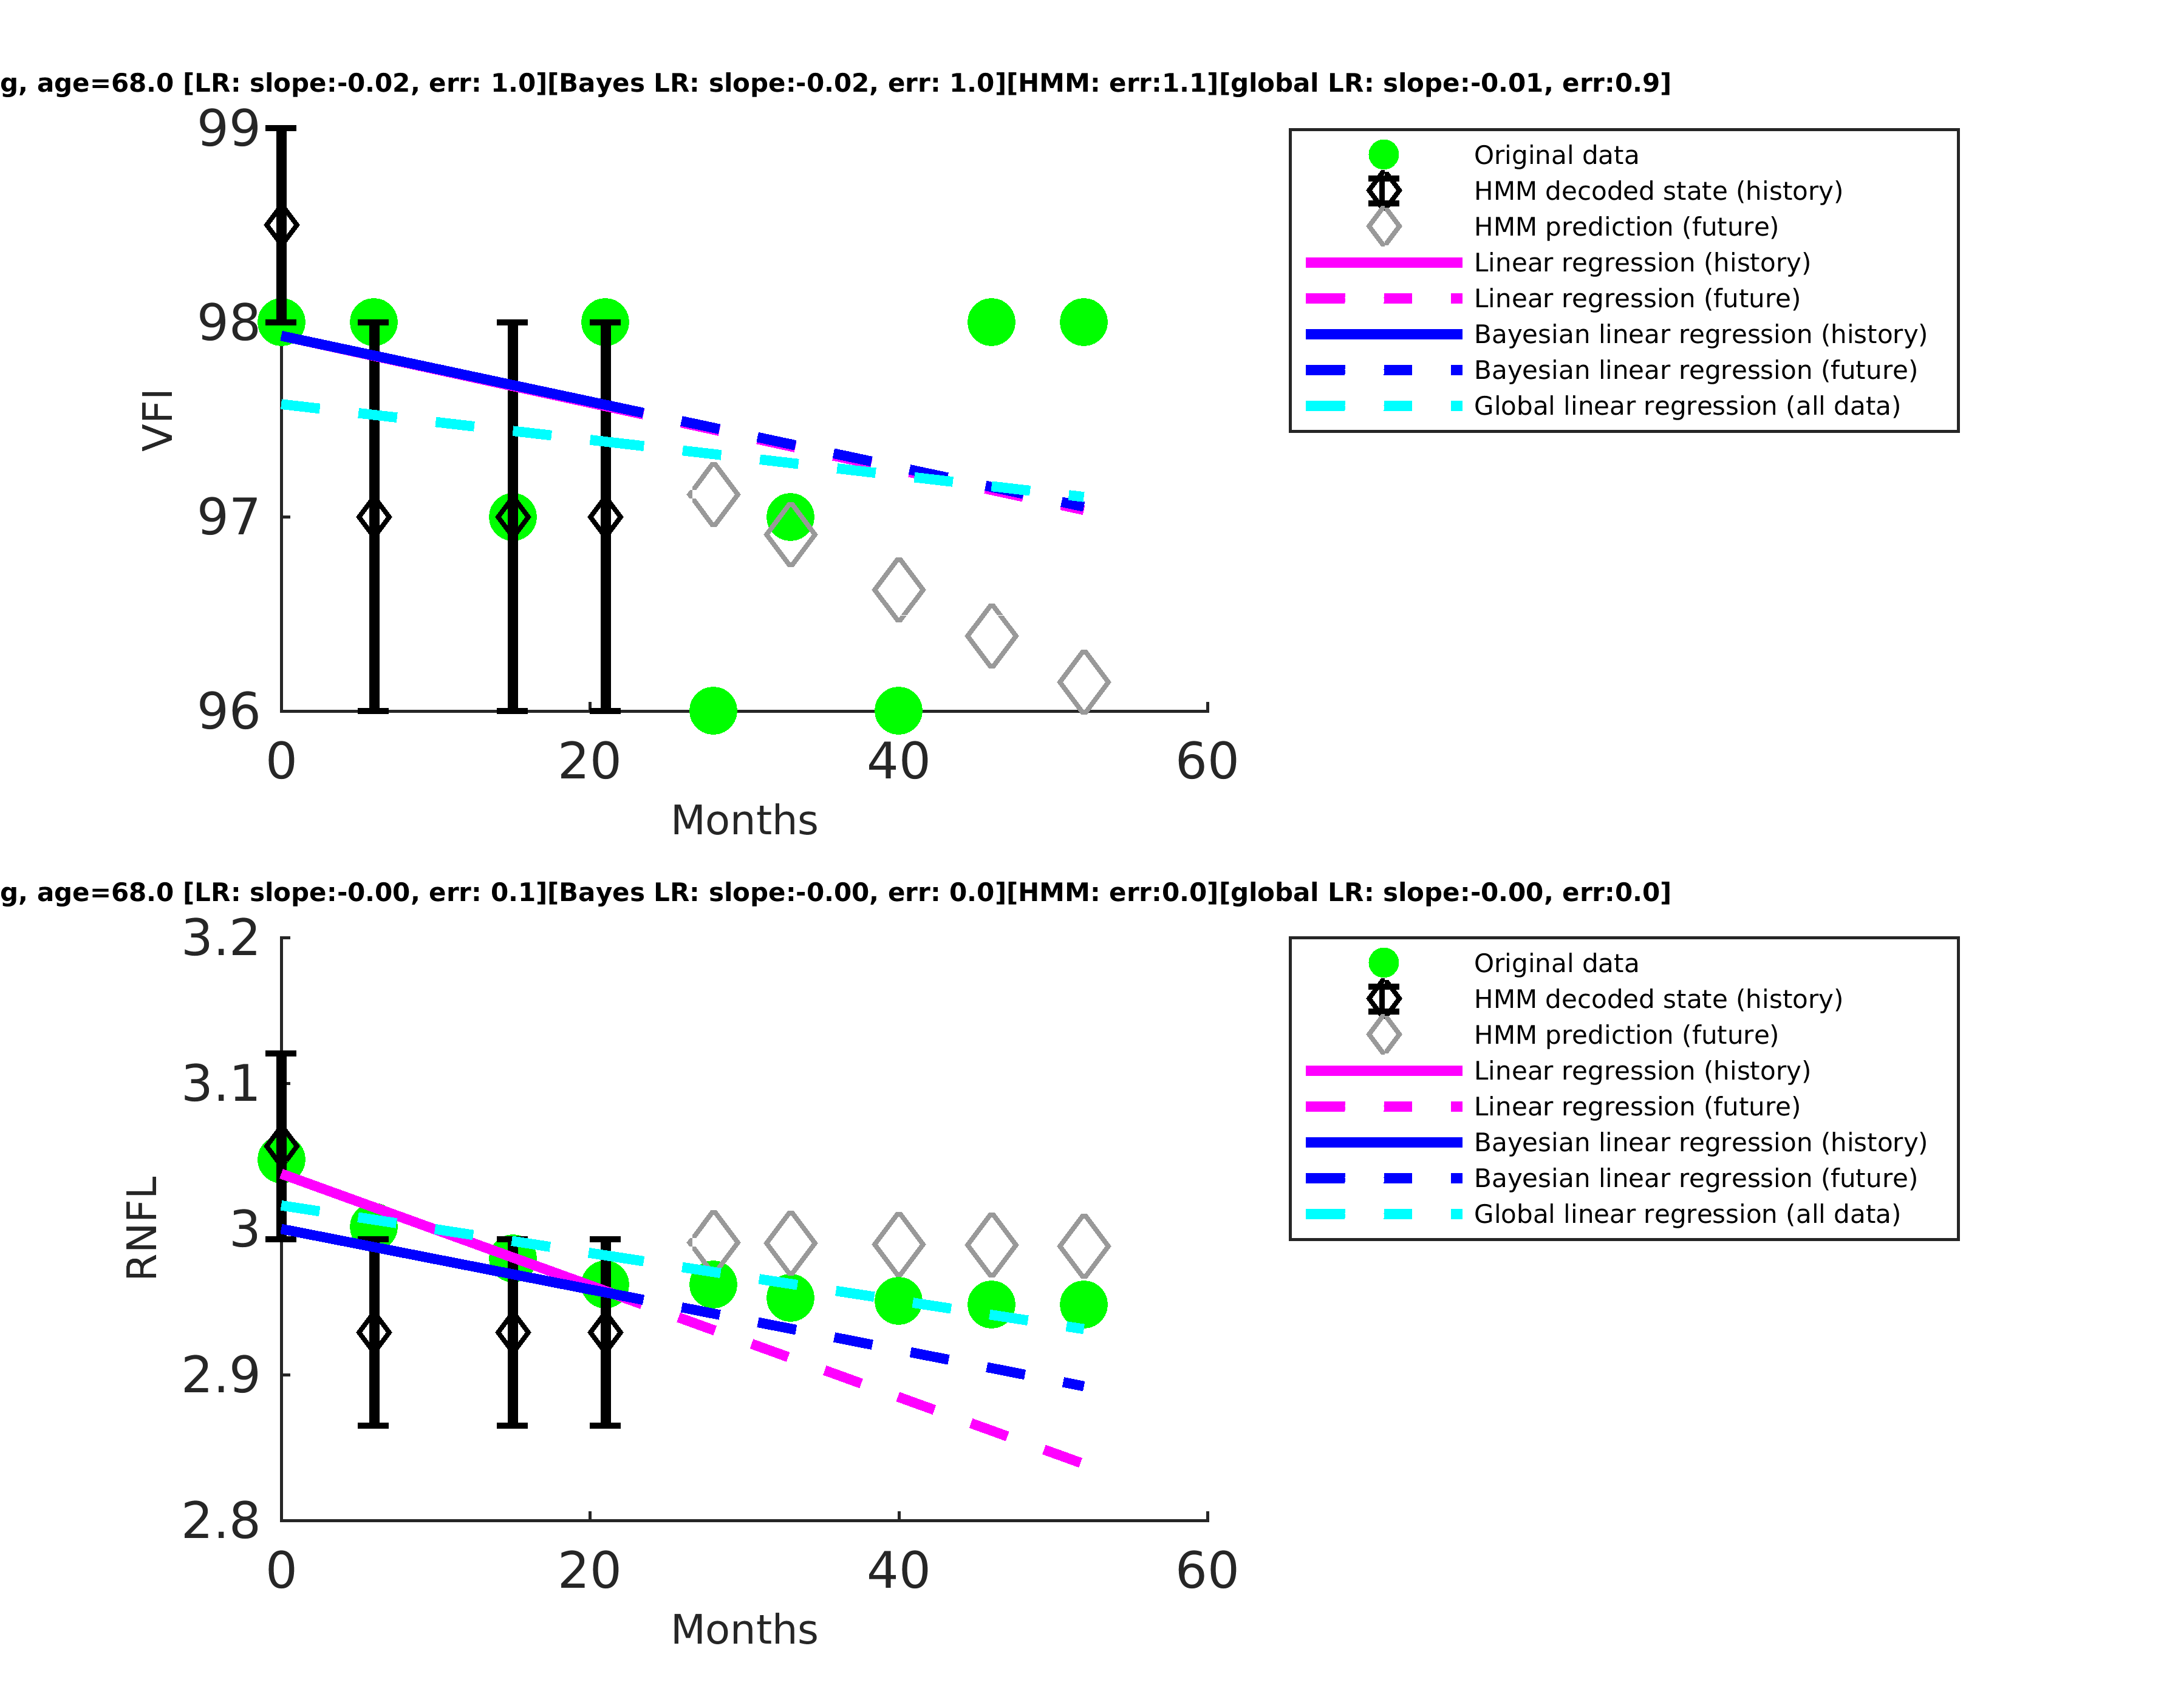 g, age=68.0 [LR: slope:-0.02, err: 1.0][Bayes LR: slope:-0.02, err: 1.0][HMM: err:1.1][global LR: slope:-0.01, err:0.9]
99
98
97
96
VFI
0 20 40 60
Months
Original data
HMM decoded state (history)
HMM prediction (future)
Linear regression (history)
Linear regression (future)
Bayesian linear regression (history)
Bayesian linear regression (future)
Global linear regression (all data)
g, age=68.0 [LR: slope:-0.00, err: 0.1][Bayes LR: slope:-0.00, err: 0.0][HMM: err:0.0][global LR: slope:-0.00, err:0.0]
3.2
3.1
3
2.9
2.8
RNFL
0 20 40 60
Months
Original data
HMM decoded state (history)
HMM prediction (future)
Linear regression (history)
Linear regression (future)
Bayesian linear regression (history)
Bayesian linear regression (future)
Global linear regression (all data)